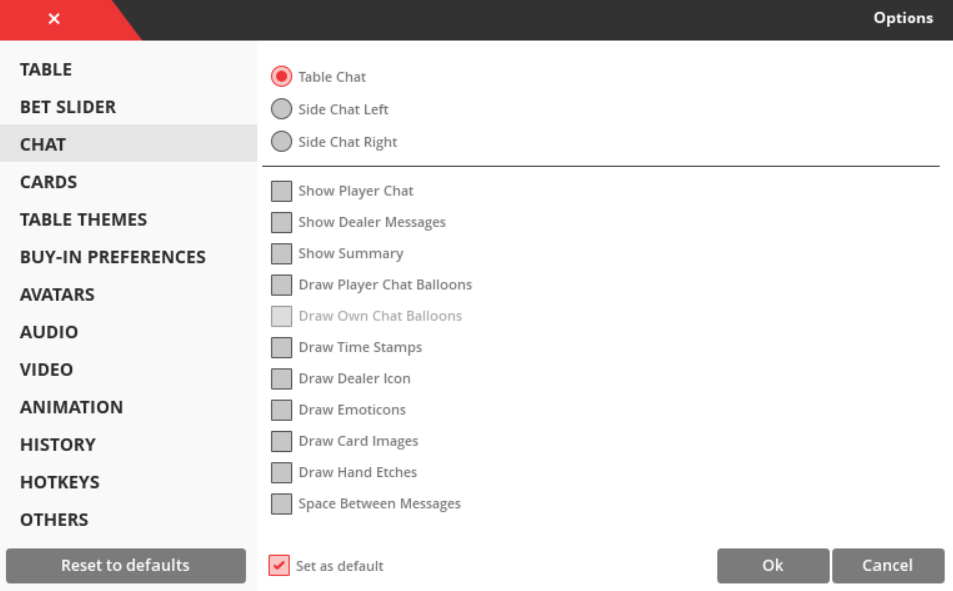 Options
TABLE
BET SLIDER
CHAT
CARDS
TABLE THEMES
BUY-IN PREFERENCES
AVATARS
AUDIO
VIDEO
ANIMATION
HISTORY
HOTKEYS
OTHERS
Reset to defaults
Table Chat
Side Chat Left
Side Chat Right
Show Player Chat
Show Dealer Messages
Show Summary
Draw Player Chat Balloons
Draw Own Chat Balloons
Draw Time Stamps
Draw Dealer Icon
Draw Emoticons
Draw Card Images
Draw Hand Etches
Space Between Messages
Set as default
Ok
Cancel